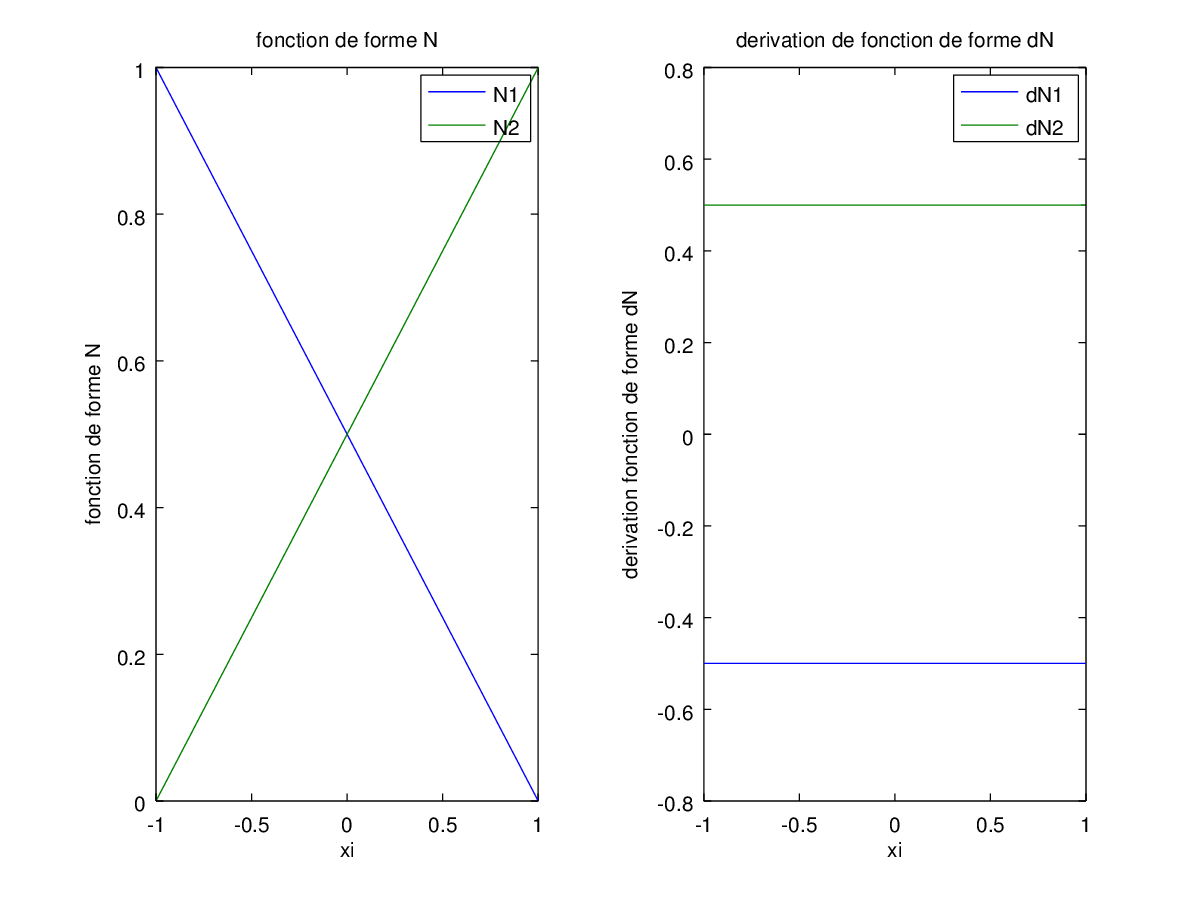 fonction de forme N
N1
N2
1
0.8
0.6
0.4
0.2
0
fonction de forme N
-1
-0.5
0
0.5
1
xi
derivation de fonction de forme dN
dN1
dN2
0.8
0.6
0.4
0.2
0
-0.2
-0.4
-0.6
-0.8
derivation fonction de forme dN
-1
-0.5
0
0.5
1
xi